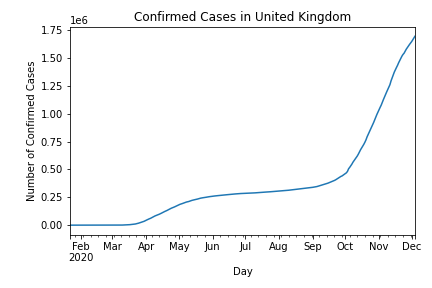 Confirmed Cases in United Kingdom
1e6
1.75
1.50
1.25
1.00
0.75
0.50
0.25
0.00
Number of Confirmed Cases
Feb Mar Apr May Jun Jul Aug Sep Oct Nov Dec
2020
Day